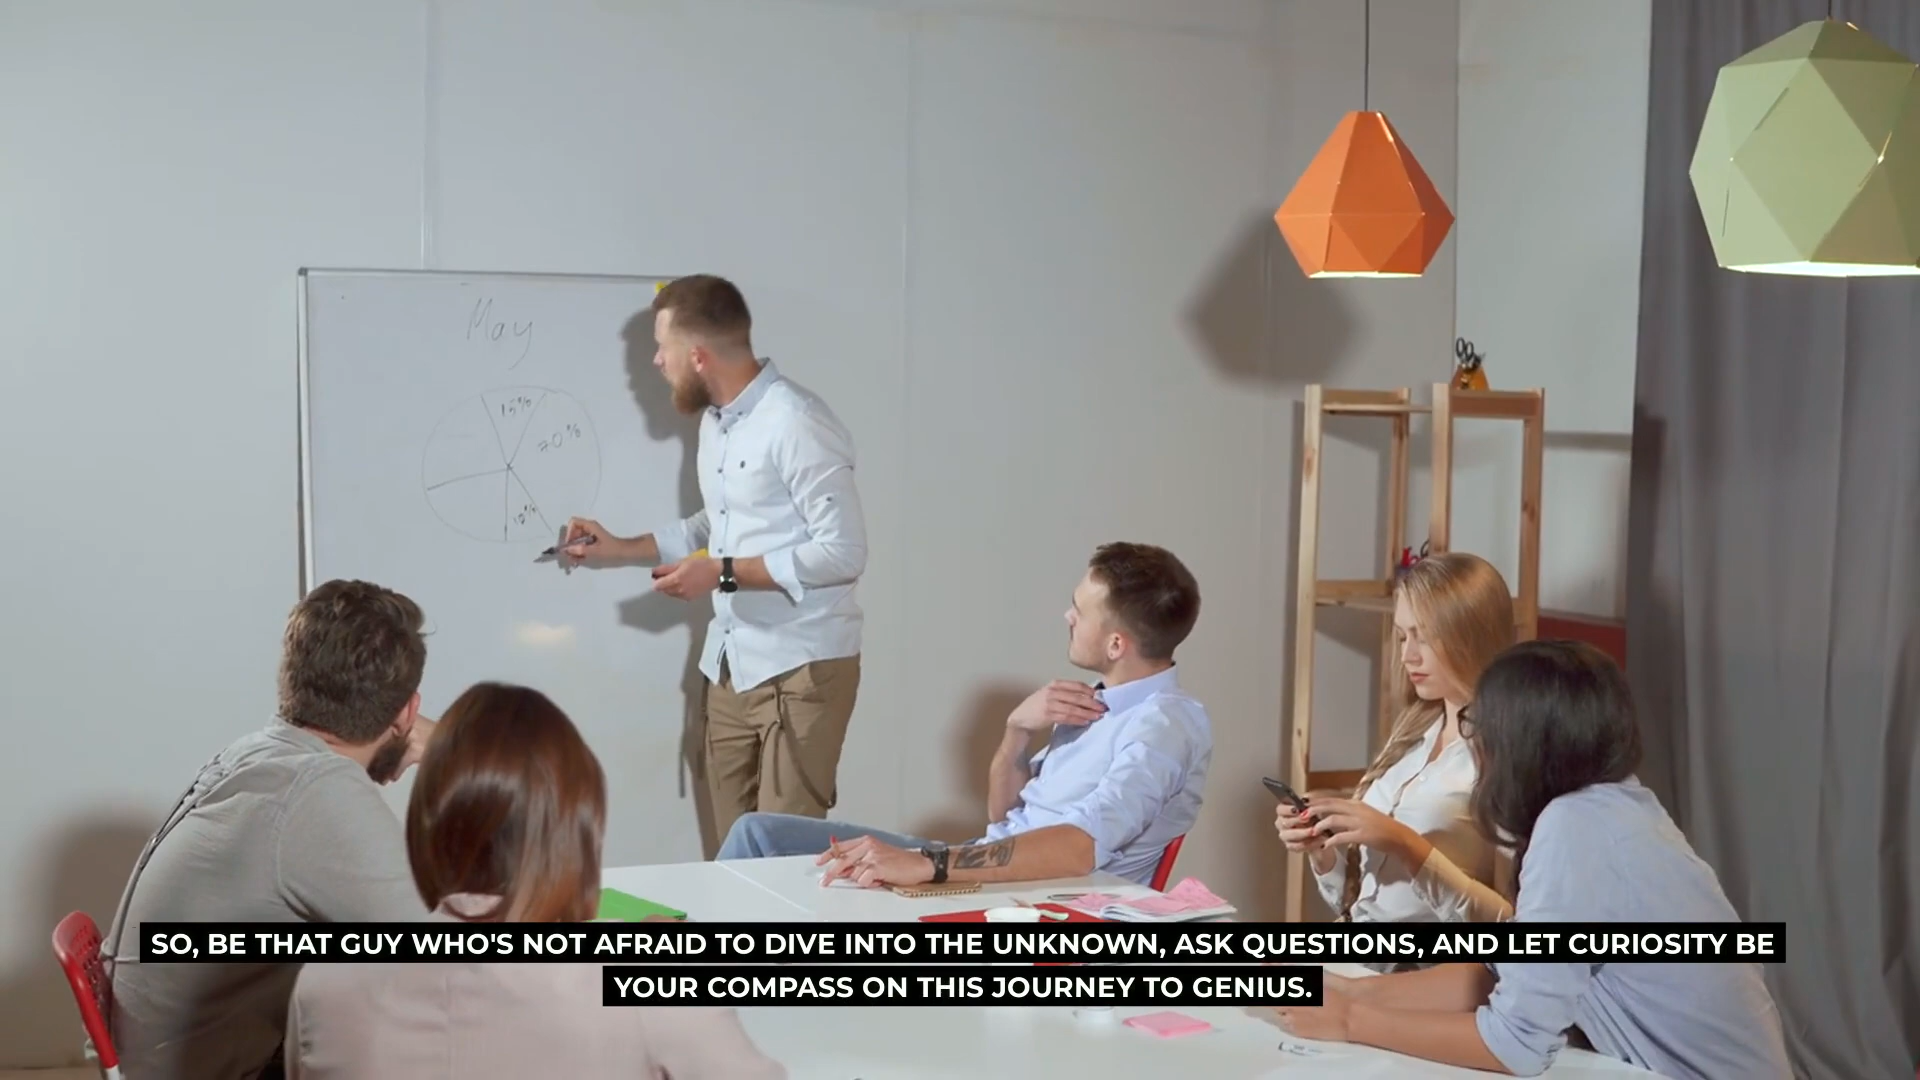 May
15%
70%
10%
SO, BE THAT GUY WHO'S NOT AFRAID TO DIVE INTO THE UNKNOWN, ASK QUESTIONS, AND LET CURIOSITY BE
YOUR COMPASS ON THIS JOURNEY TO GENIUS.